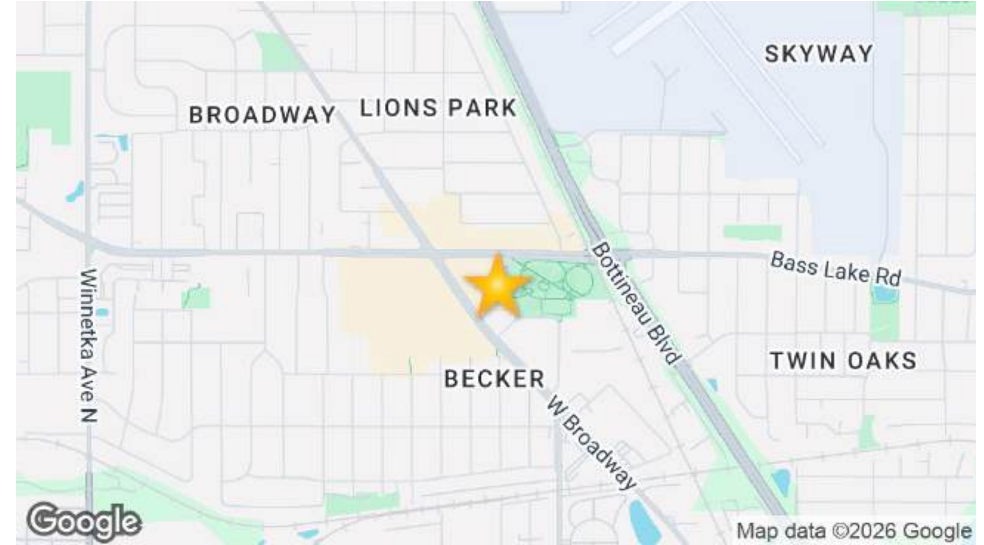 SKYWAY
BROADWAY
LIONS PARK
Bass Lake Rd
Bottineau Blvd
Winnetka Ave N
TWIN OAKS
BECKER
W Broadway
Google
Map data ©2026 Google